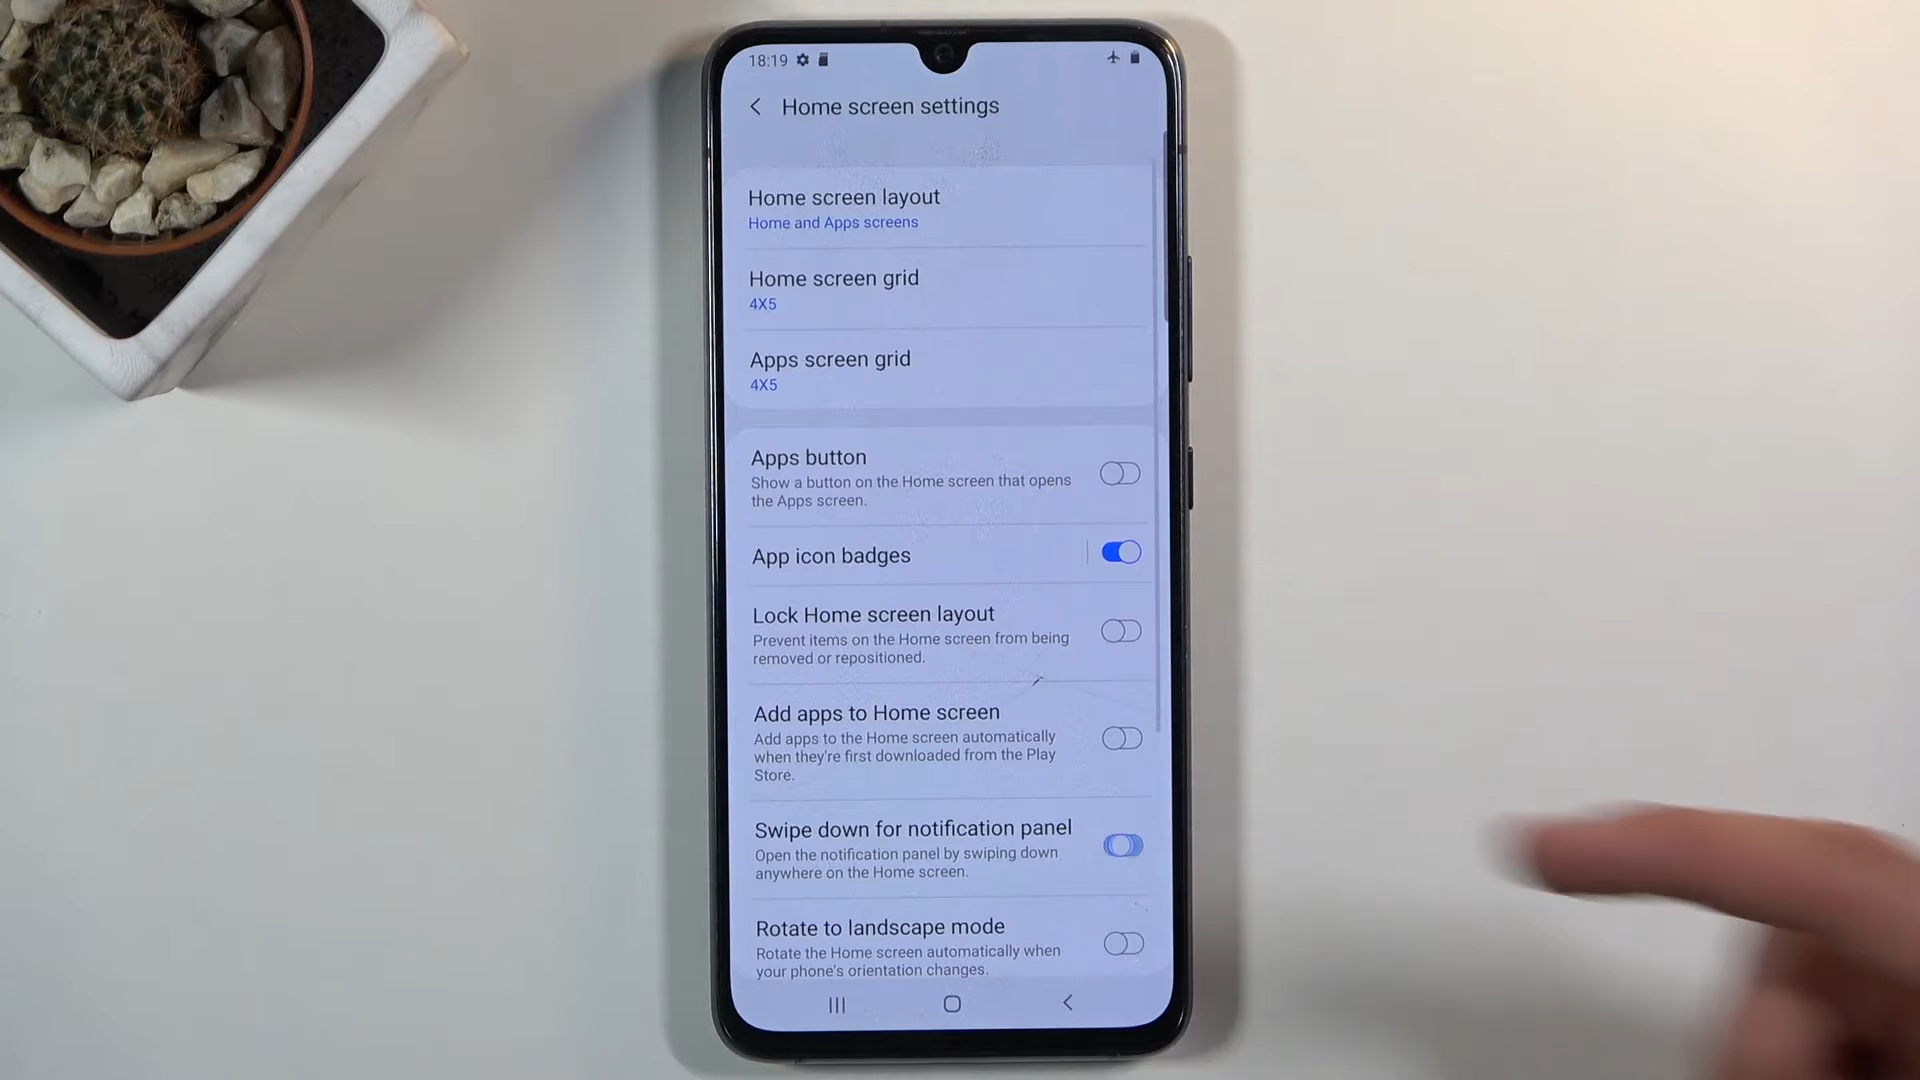 18:19
Home screen settings
Home screen layout
Home and Apps screens
Home screen grid
4X5
Apps screen grid
4X5
Apps button
Show a button on the Home screen that opens
the Apps screen.
App icon badges
Lock Home screen layout
Prevent items on the Home screen from being
removed or repositioned.
Add apps to Home screen
Add apps to the Home screen automatically
when they're first downloaded from the Play
Store.
Swipe down for notification panel
Open the notification panel by swiping down
anywhere on the Home screen.
Rotate to landscape mode
Rotate the Home screen automatically when
your phone's orientation changes.